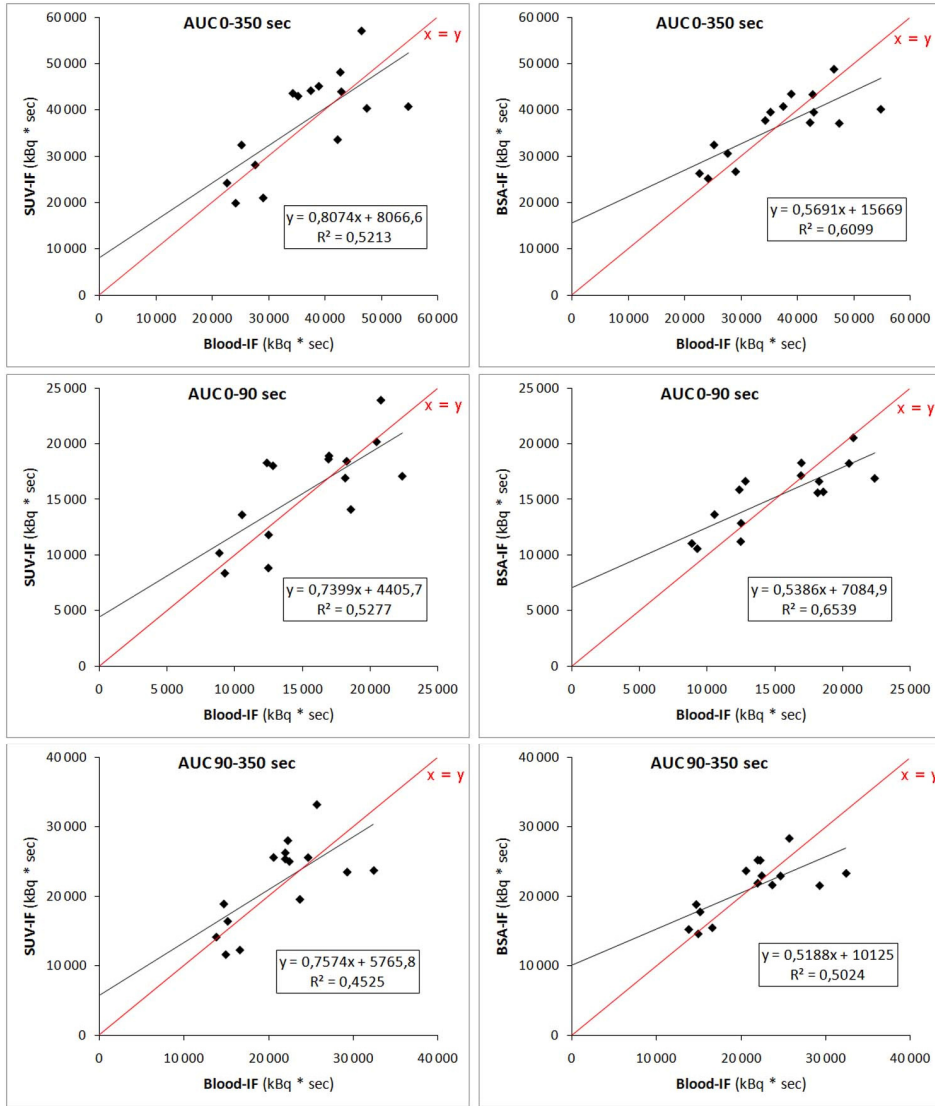 AUC 0-350 sec
x = y
60 000
50 000
40 000
30 000
20 000
10 000
0
SUV-IF (kBq * sec)
y = 0,8074x + 8066,6
R² = 0,5213
0 10 000 20 000 30 000 40 000 50 000 60 000
Blood-IF (kBq * sec)
AUC 0-350 sec
x = y
60 000
50 000
40 000
30 000
20 000
10 000
0
BSA-IF (kBq * sec)
y = 0,5691x + 15669
R² = 0,6099
0 10 000 20 000 30 000 40 000 50 000 60 000
Blood-IF (kBq * sec)
AUC 0-90 sec
x = y
25 000
20 000
15 000
10 000
5 000
0
SUV-IF (kBq * sec)
y = 0,7399x + 4405,7
R² = 0,5277
0 5 000 10 000 15 000 20 000 25 000
Blood-IF (kBq * sec)
AUC 0-90 sec
x = y
25 000
20 000
15 000
10 000
5 000
0
BSA-IF (kBq * sec)
y = 0,5386x + 7084,9
R² = 0,6539
0 5 000 10 000 15 000 20 000 25 000
Blood-IF (kBq * sec)
AUC 90-350 sec
x = y
40 000
30 000
20 000
10 000
0
SUV-IF (kBq * sec)
y = 0,7574x + 5765,8
R² = 0,4525
0 10 000 20 000 30 000 40 000
Blood-IF (kBq * sec)
AUC 90-350 sec
x = y
40 000
30 000
20 000
10 000
0
BSA-IF (kBq * sec)
y = 0,5188x + 10125
R² = 0,5024
0 10 000 20 000 30 000 40 000
Blood-IF (kBq * sec)